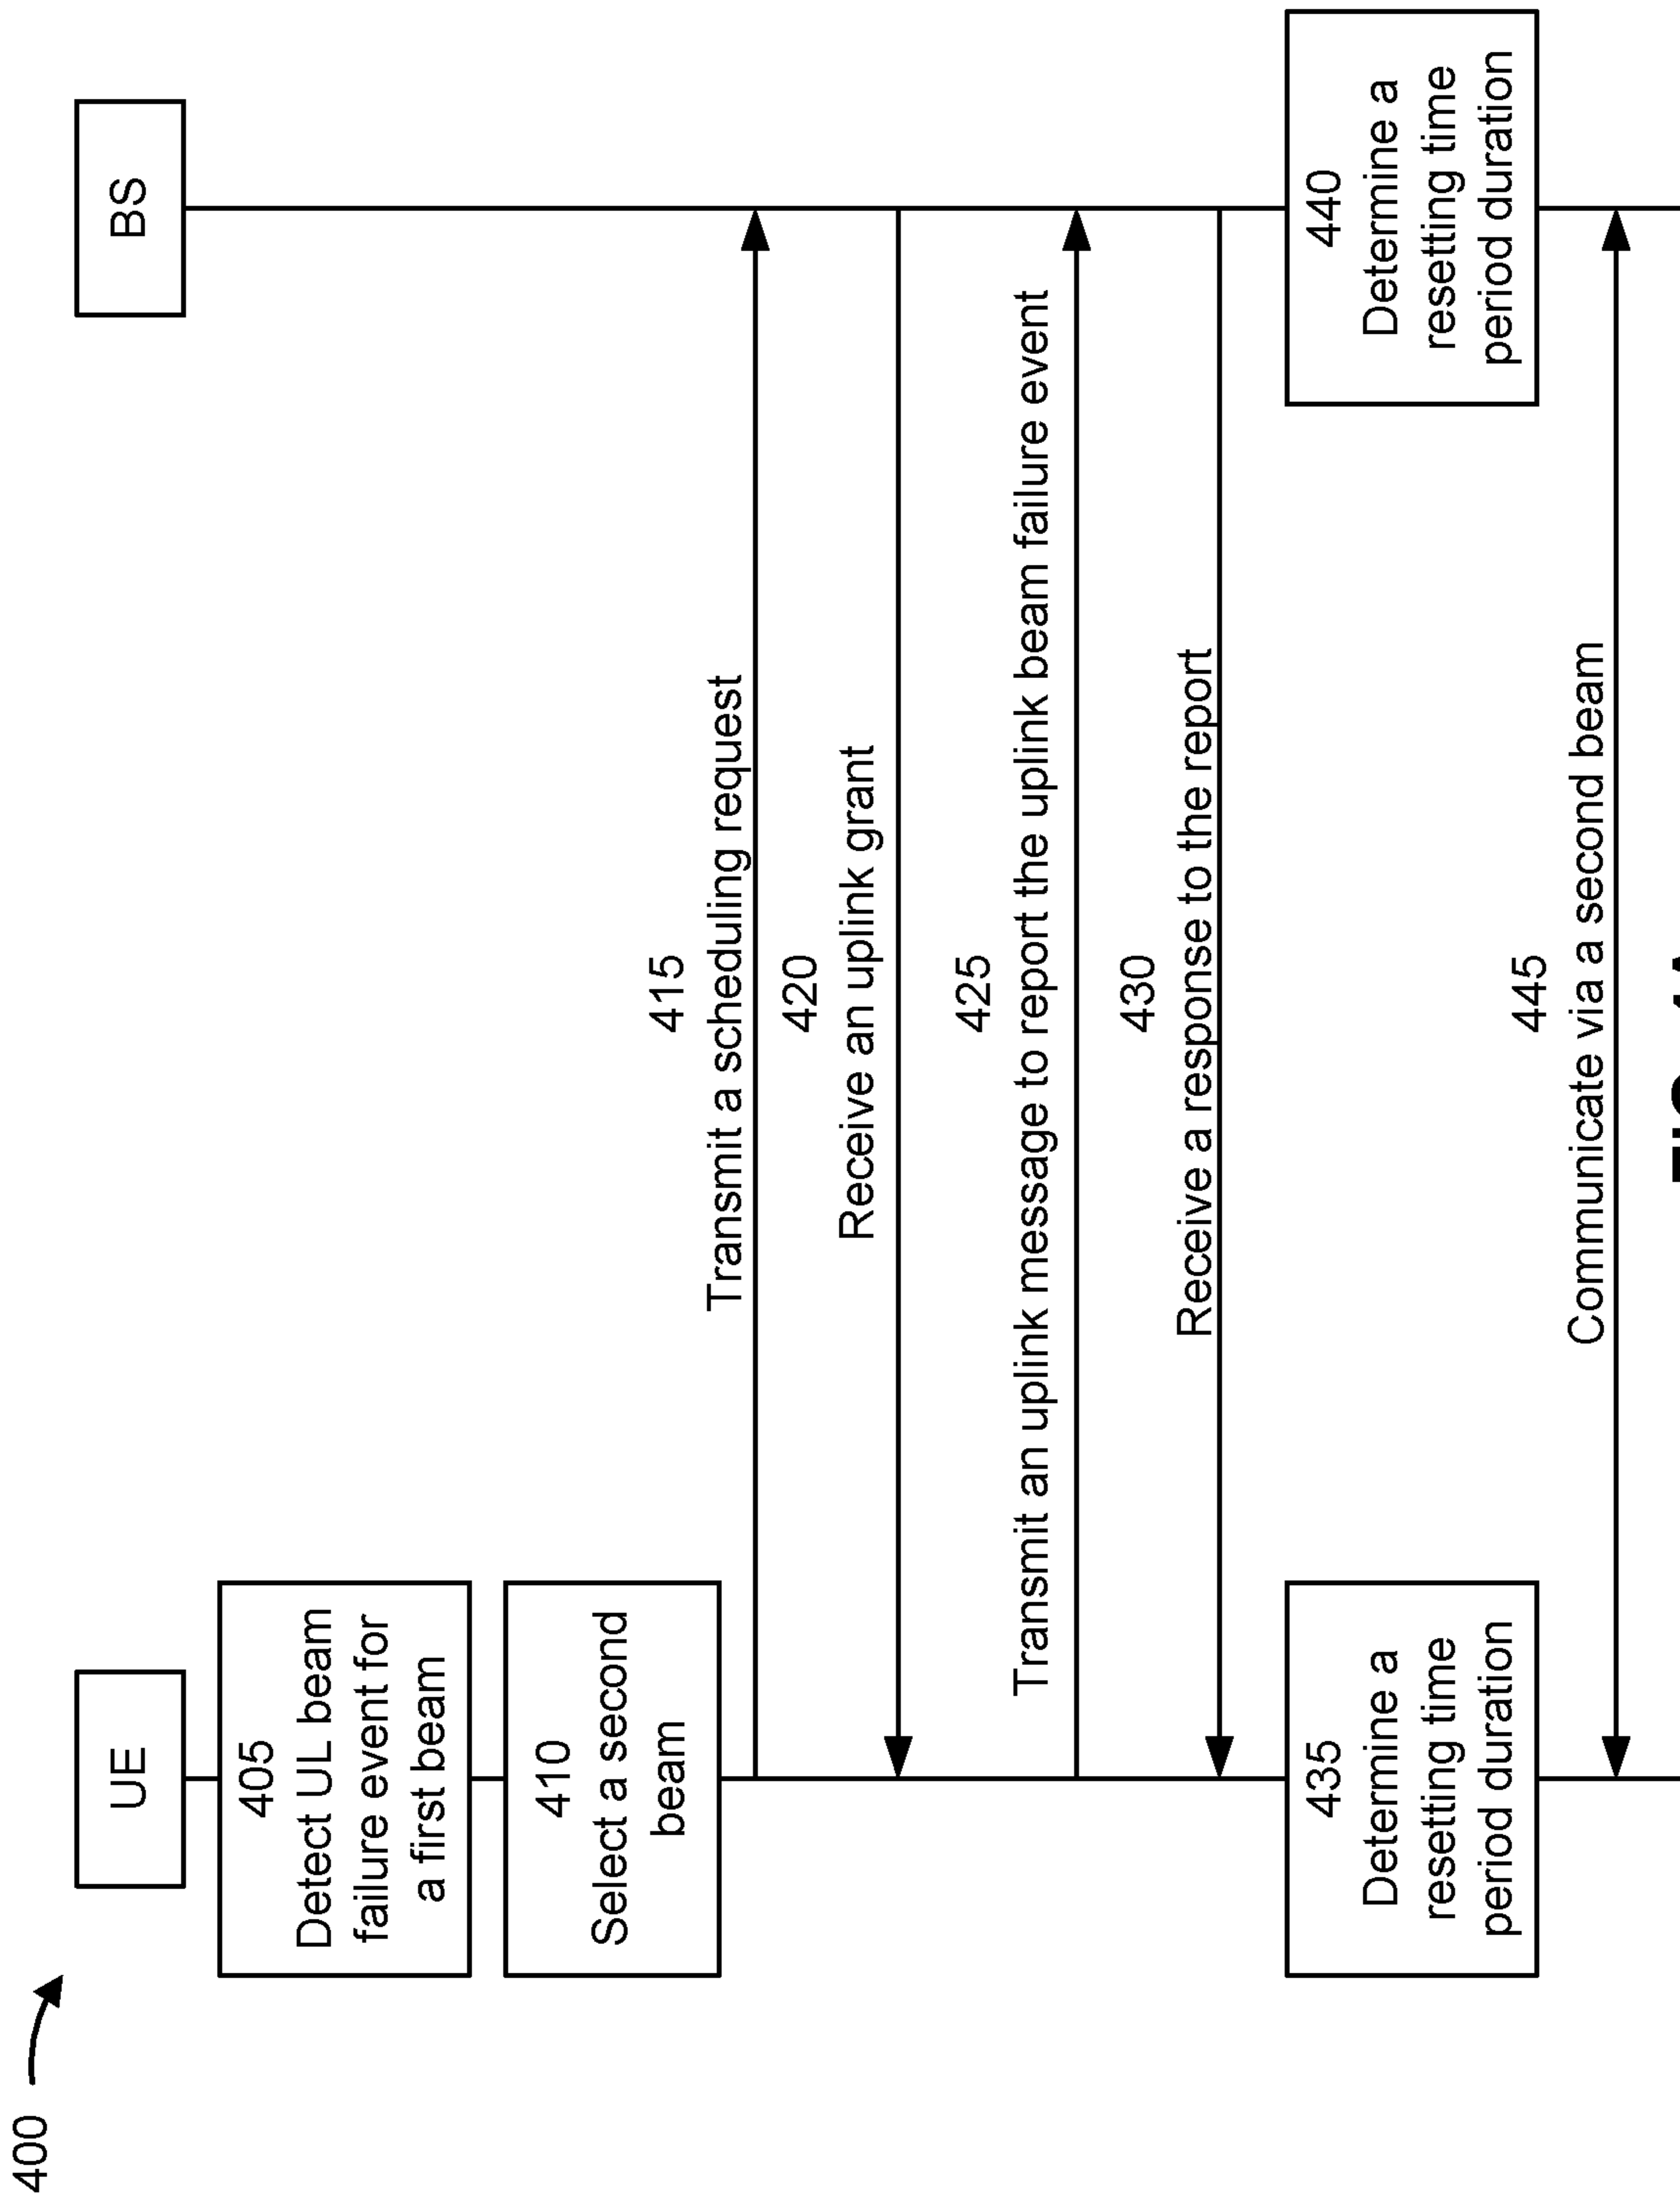 400
UE
BS
405
Detect UL beam
failure event for
a first beam
410
Select a second
beam
415
Transmit a scheduling request
420
Receive an uplink grant
425
Transmit an uplink message to report the uplink beam failure event
430
Receive a response to the report
435
Determine a
resetting time
period duration
440
Determine a
resetting time
period duration
445
Communicate via a second beam